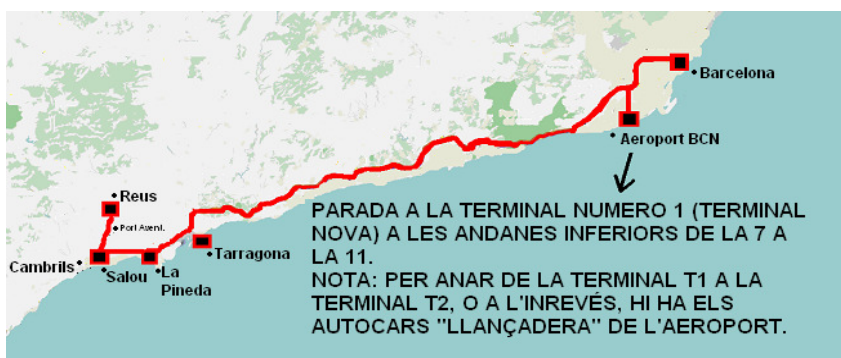 Barcelona
Aeroport BCN
Reus
Port Avent.
Cambrils
Salou
La
Pineda
Tarragona
PARADA A LA TERMINAL NUMERO 1 (TERMINAL
NOVA) A LES ANDANES INFERIORS DE LA 7 A
LA 11.
NOTA: PER ANAR DE LA TERMINAL T1 A LA
TERMINAL T2, O A L'INREVÉS, HI HA ELS
AUTOCARS "LLANÇADERA" DE L'AEROPORT.